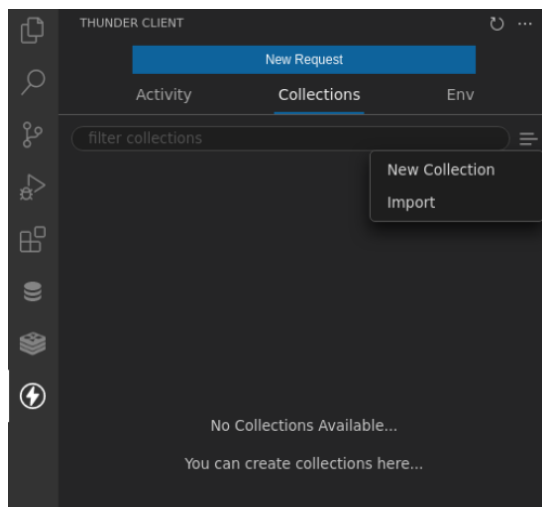 THUNDER CLIENT
New Request
Activity Collections Env
filter collections
New Collection
Import
No Collections Available...
You can create collections here...